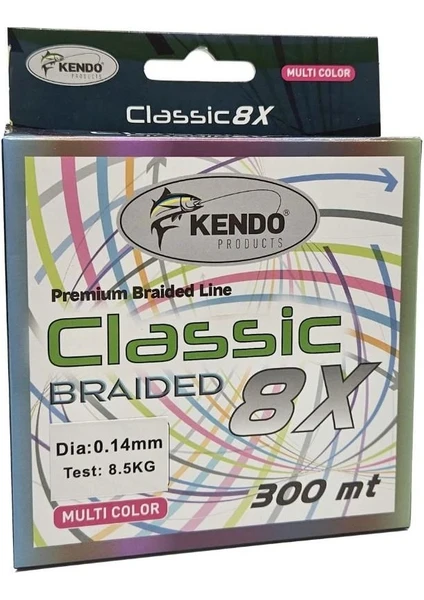 KENDO
PRODUCTS
MULTI COLOR
Classic 8X
KENDO®
PRODUCTS
Premium Braided Line
Classic
BRAIDED 8X
Dia:0.14mm
Test: 8.5KG
300 mt
MULTI COLOR